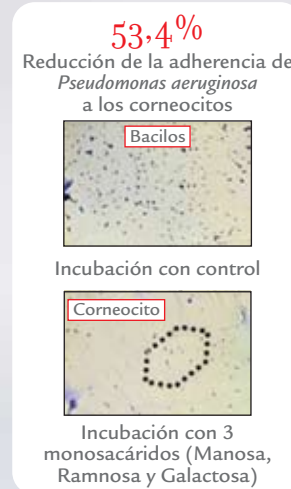 53,4%
Reducción de la adherencia de
Pseudomonas aeruginosa
a los corneocitos
Bacilos
Incubación con control
Corneocito
Incubación con 3
monosacáridos (Manosa,
Ramnosa y Galactosa)